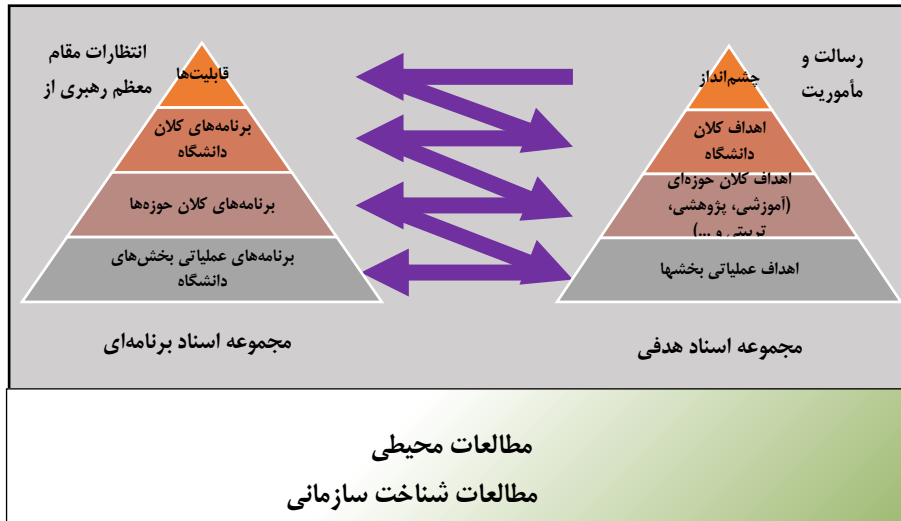 رسالت و
مأموریت
چشم‌انداز
اهداف کلان
دانشگاه
اهداف کلان حوزه‌ای
(آموزشی، پژوهشی،
تربیتی و ...)
اهداف عملیاتی بخشها
مجموعه اسناد هدفی
انتظارات مقام
معظم رهبری از
قابلیت‌ها
برنامه‌های کلان
دانشگاه
برنامه‌های کلان حوزه‌ها
برنامه‌های عملیاتی بخش‌های
دانشگاه
مجموعه اسناد برنامه‌ای
مطالعات محیطی
مطالعات شناخت سازمانی